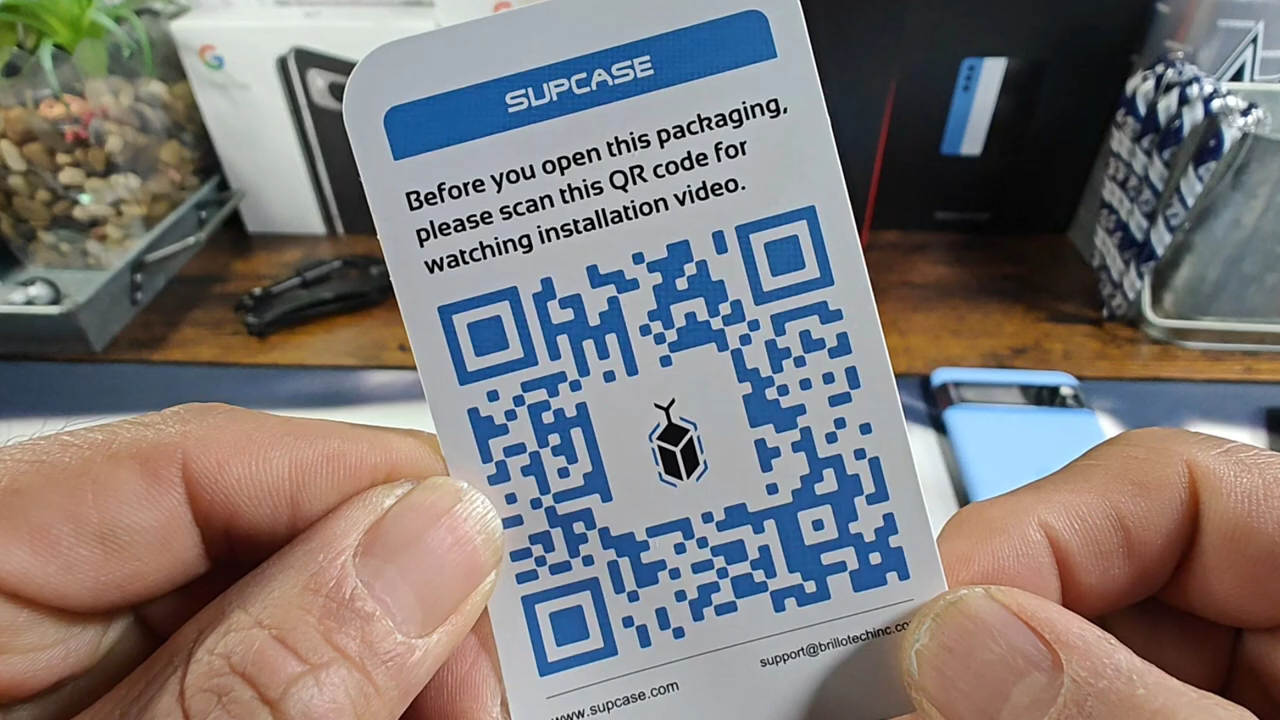 SUPCASE
Before you open this packaging,
please scan this QR code for
watching installation video.
support@brillotechinc.co
www.supcase.com